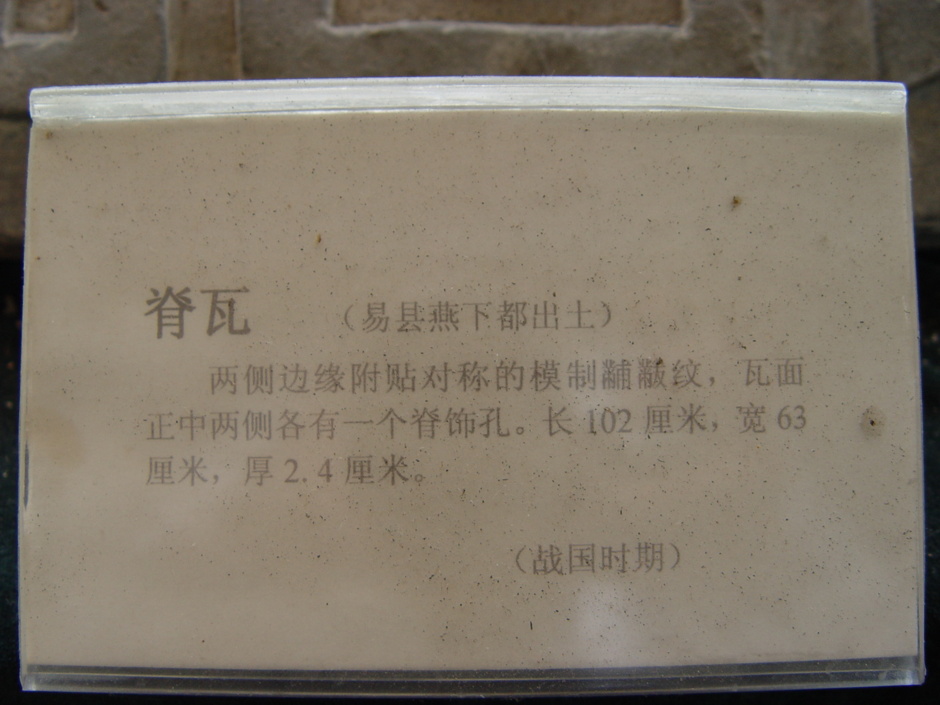 脊瓦 （易县燕下都出土）
两侧边缘附贴对称的模制黼黻纹，瓦面
正中两侧各有一个脊饰孔。长 102 厘米，宽 63
厘米，厚 2.4 厘米。
（战国时期）